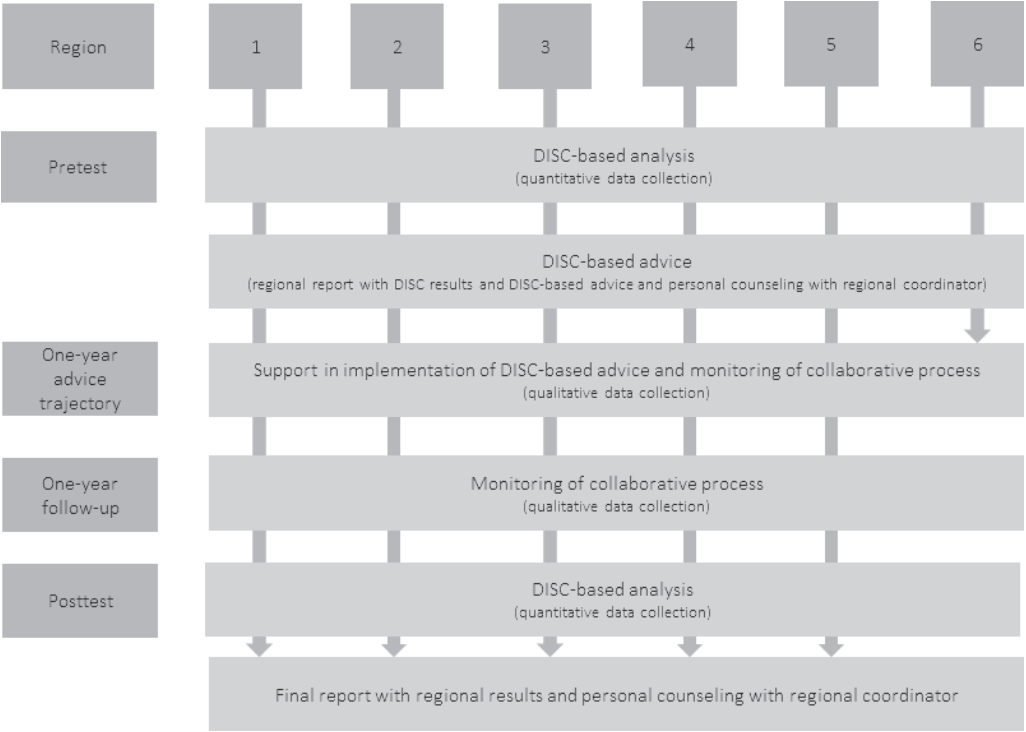 Region
1
2
3
4
5
6
Pretest
DISC-based analysis
(quantitative data collection)
DISC-based advice
(regional report with DISC results and DISC-based advice and personal counseling with regional coordinator)
One-year
advice
trajectory
Support in implementation of DISC-based advice and monitoring of collaborative process
(qualitative data collection)
One-year
follow-up
Monitoring of collaborative process
(qualitative data collection)
Posttest
DISC-based analysis
(quantitative data collection)
Final report with regional results and personal counseling with regional coordinator